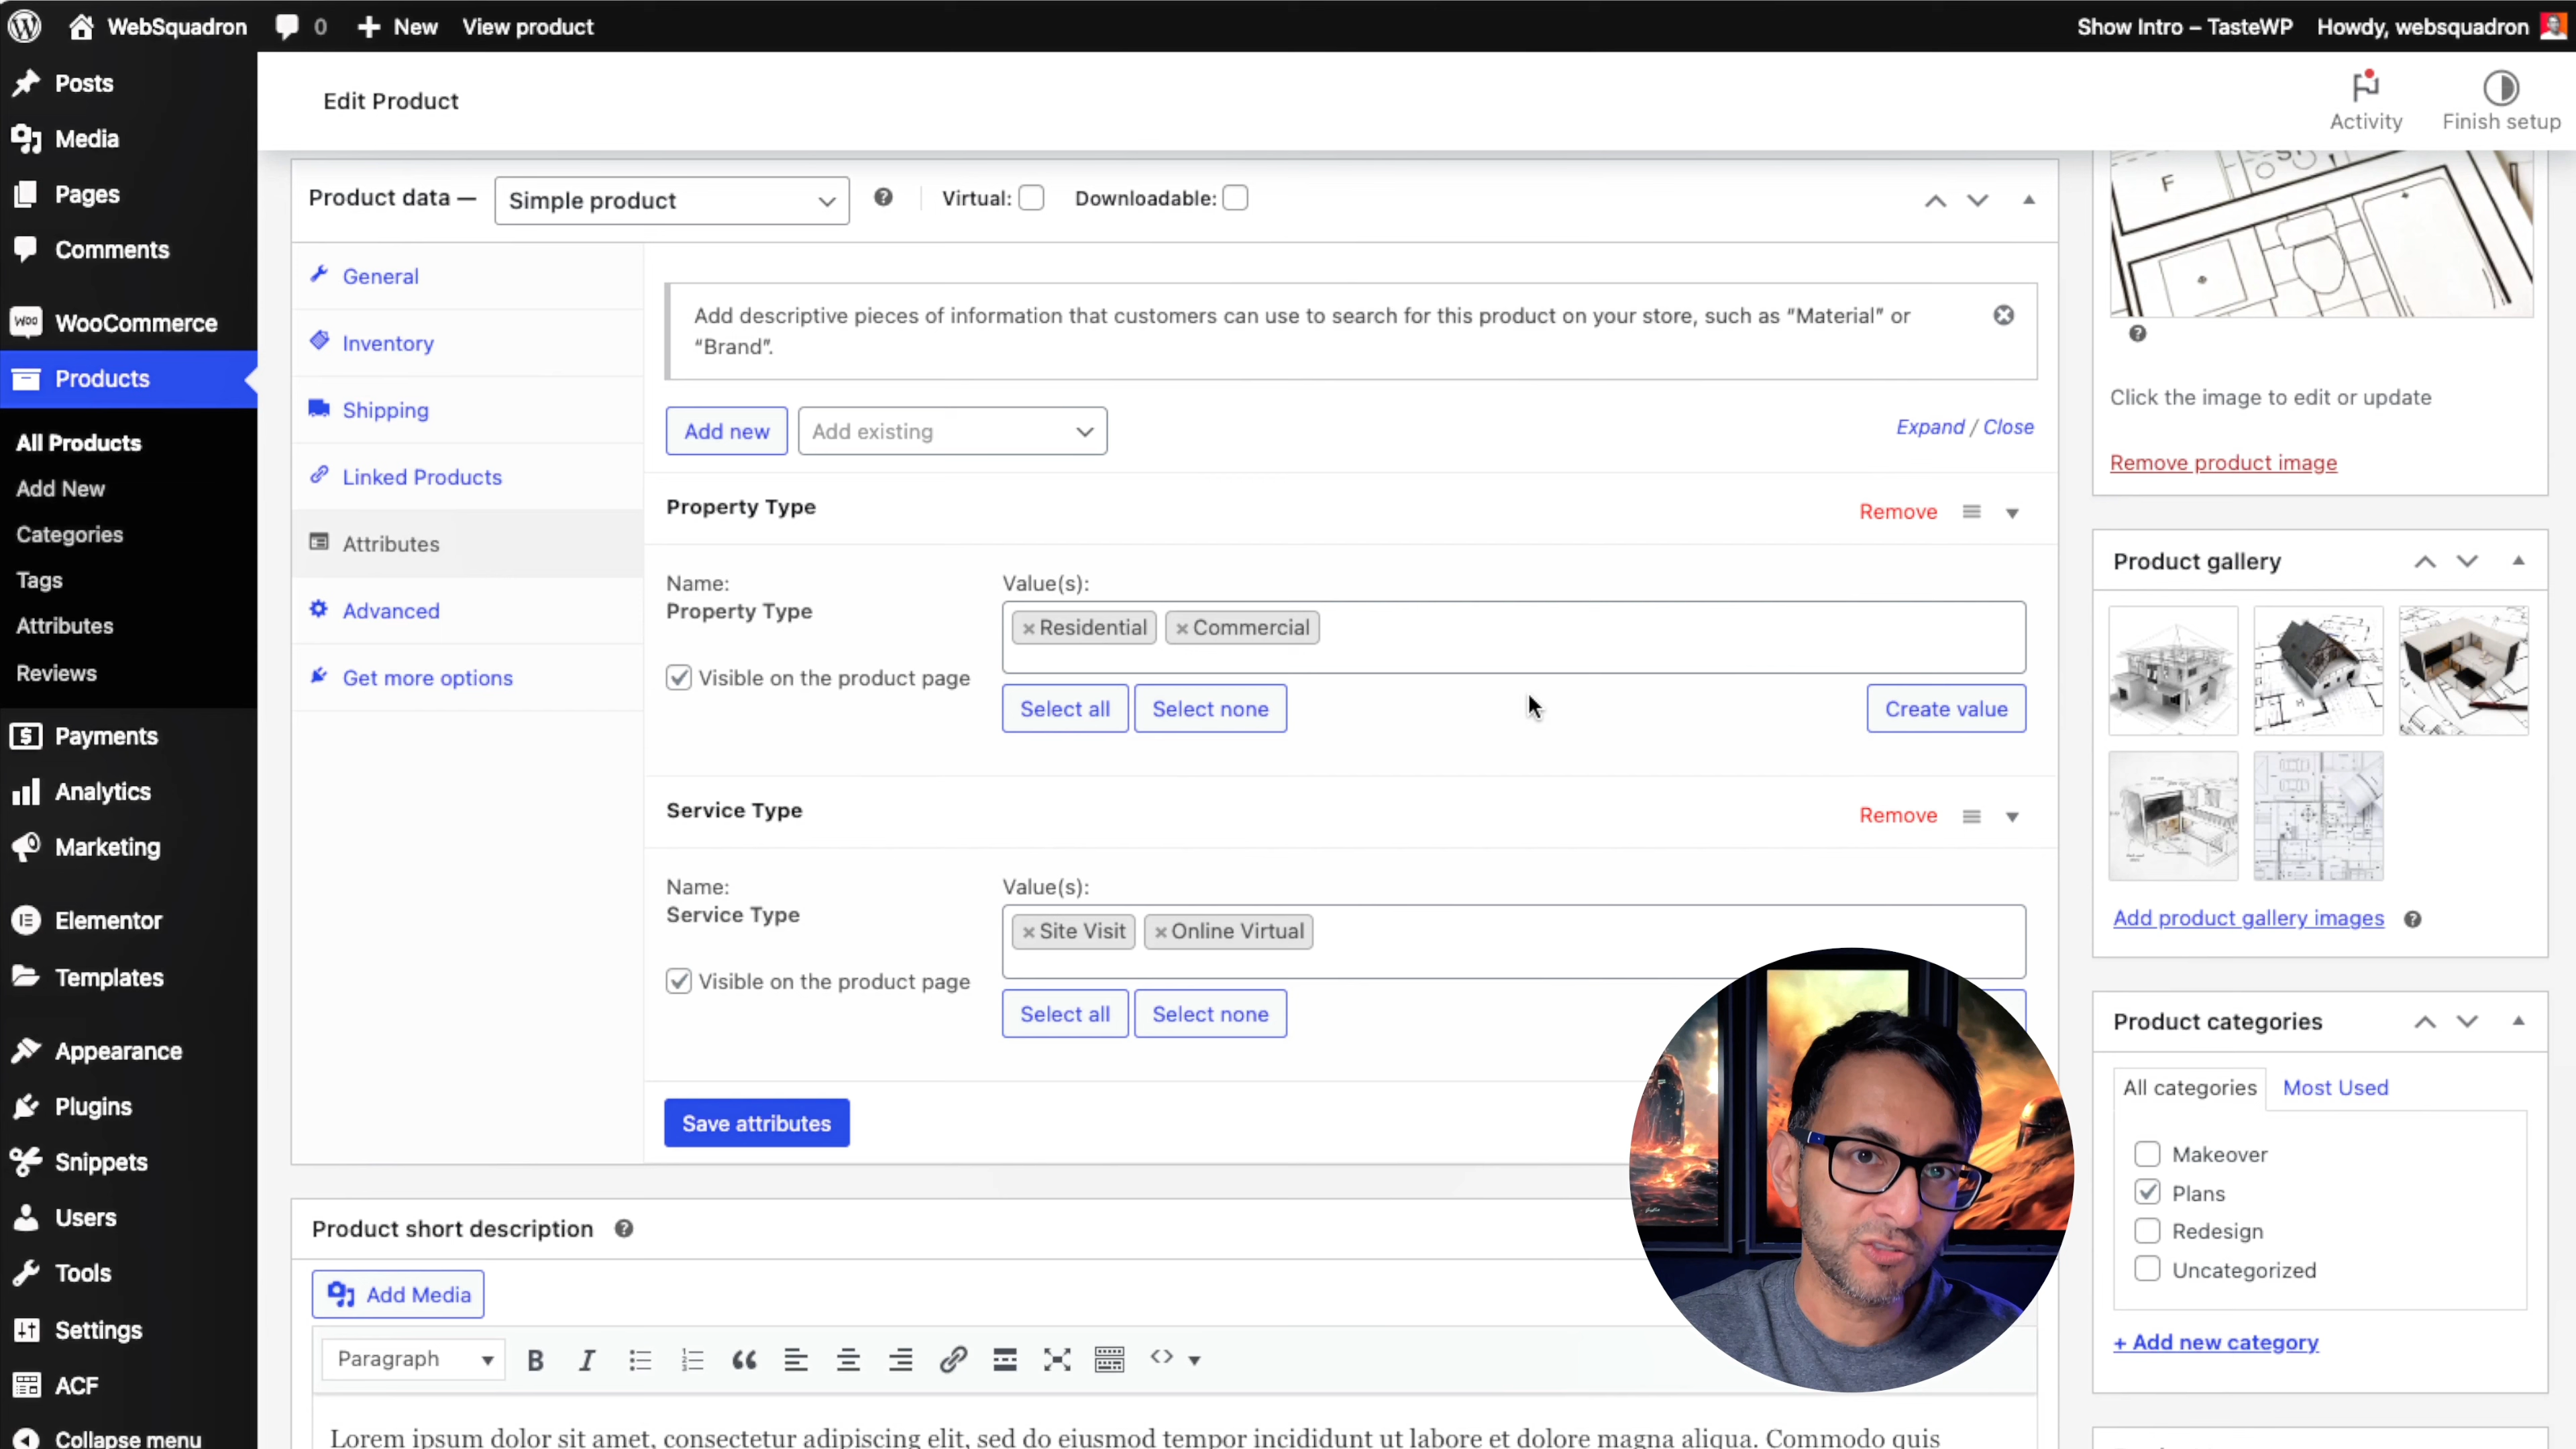 WebSquadron
0
New
View product
Show Intro – TasteWP
Howdy, websquadron
Posts
Media
Pages
Comments
WooCommerce
Products
All Products
Add New
Categories
Tags
Attributes
Reviews
Payments
Analytics
Marketing
Elementor
Templates
Appearance
Plugins
Snippets
Users
Tools
Settings
ACF
Collapse menu
Edit Product
Activity
Finish setup
Product data —
Simple product
Virtual:
Downloadable:
General
Inventory
Shipping
Linked Products
Attributes
Advanced
Get more options
Add descriptive pieces of information that customers can use to search for this product on your store, such as “Material” or
“Brand”.
Add new
Add existing
Expand / Close
Property Type
Remove
Name:
Property Type
Visible on the product page
Value(s):
× Residential × Commercial
Select all
Select none
Create value
Service Type
Remove
Name:
Service Type
Visible on the product page
Value(s):
× Site Visit × Online Virtual
Select all
Select none
Save attributes
Product short description
Add Media
Paragraph
Lorem ipsum dolor sit amet, consectetur adipiscing elit, sed do eiusmod tempor incididunt ut labore et dolore magna aliqua. Commodo quis
F
Click the image to edit or update
Remove product image
Product gallery
Add product gallery images
Product categories
All categories
Most Used
Makeover
Plans
Redesign
Uncategorized
+ Add new category